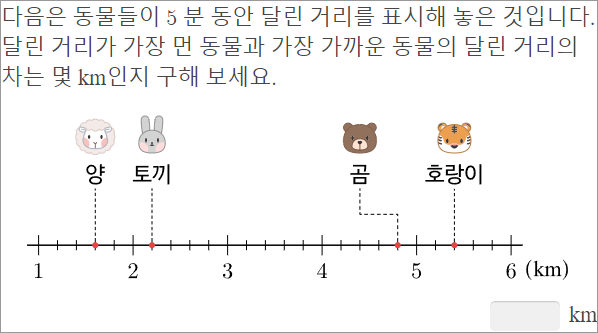 다음은 동물들이 5 분 동안 달린 거리를 표시해 놓은 것입니다.
달린 거리가 가장 먼 동물과 가장 가까운 동물의 달린 거리의
차는 몇 km인지 구해 보세요.
양 토끼 곰 호랑이
1 2 3 4 5 6 (km)
km